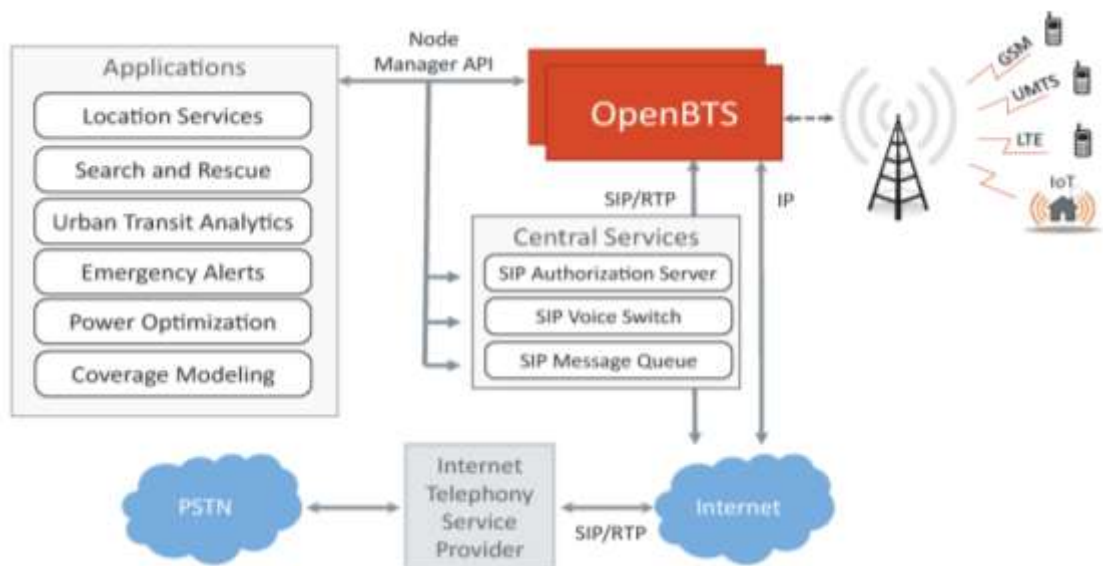 Applications
Location Services
Search and Rescue
Urban Transit Analytics
Emergency Alerts
Power Optimization
Coverage Modeling
Node
Manager API
OpenBTS
GSM
UMTS
LTE
IoT
SIP/RTP
IP
Central Services
SIP Authorization Server
SIP Voice Switch
SIP Message Queue
PSTN
Internet
Telephony
Service
Provider
SIP/RTP
Internet